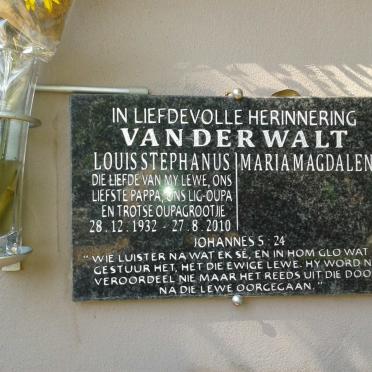 IN LIEFDEVOLLE HERINNERING
VAN DER WALT
LOUIS STEPHANUS MARIA MAGDALEN
DIE LIEFDE VAN MY LEWE, ONS
LIEFSTE PAPPA, ONS LIG-OUPA
EN TROTSE OUPAGROOTJIE
28.12.1932 - 27.8.2010
JOHANNES 5:24
"WIE LUISTER NA WAT EK SÊ, EN IN HOM GLO WAT
GESTUUR HET, HET DIE EWIGE LEWE. HY WORD N
VEROORDEEL NIE MAAR HET REEDS UIT DIE DOO
NA DIE LEWE OORGEGAAN."